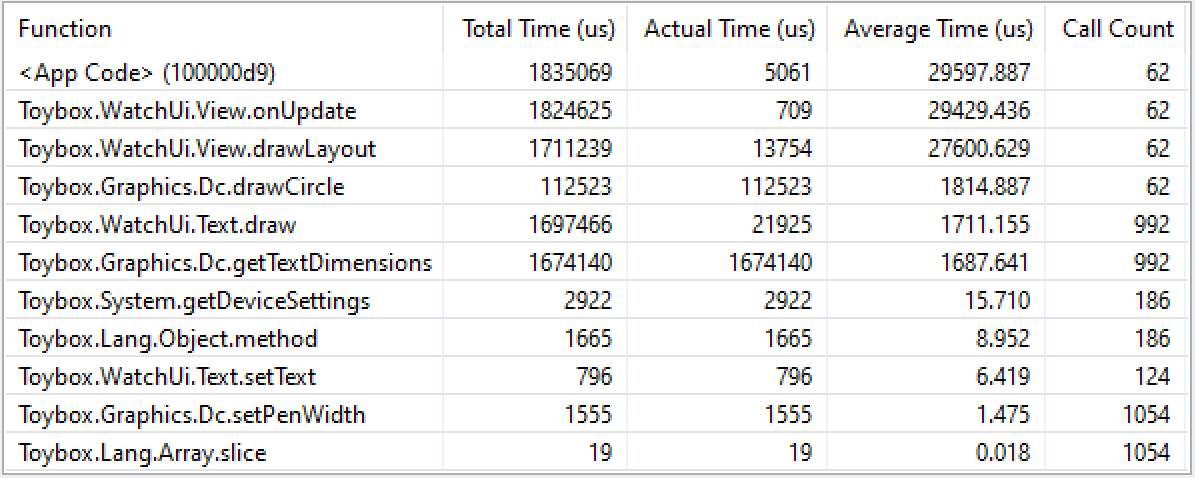 Function Total Time (us) Actual Time (us) Average Time (us) Call Count
<App Code> (100000d9) 1835069 5061 29597.887 62
Toybox.WatchUi.View.onUpdate 1824625 709 29429.436 62
Toybox.WatchUi.View.drawLayout 1711239 13754 27600.629 62
Toybox.Graphics.Dc.drawCircle 112523 112523 1814.887 62
Toybox.WatchUi.Text.draw 1697466 21925 1711.155 992
Toybox.Graphics.Dc.getTextDimensions 1674140 1674140 1687.641 992
Toybox.System.getDeviceSettings 2922 2922 15.710 186
Toybox.Lang.Object.method 1665 1665 8.952 186
Toybox.WatchUi.Text.setText 796 796 6.419 124
Toybox.Graphics.Dc.setPenWidth 1555 1555 1.475 1054
Toybox.Lang.Array.slice 19 19 0.018 1054